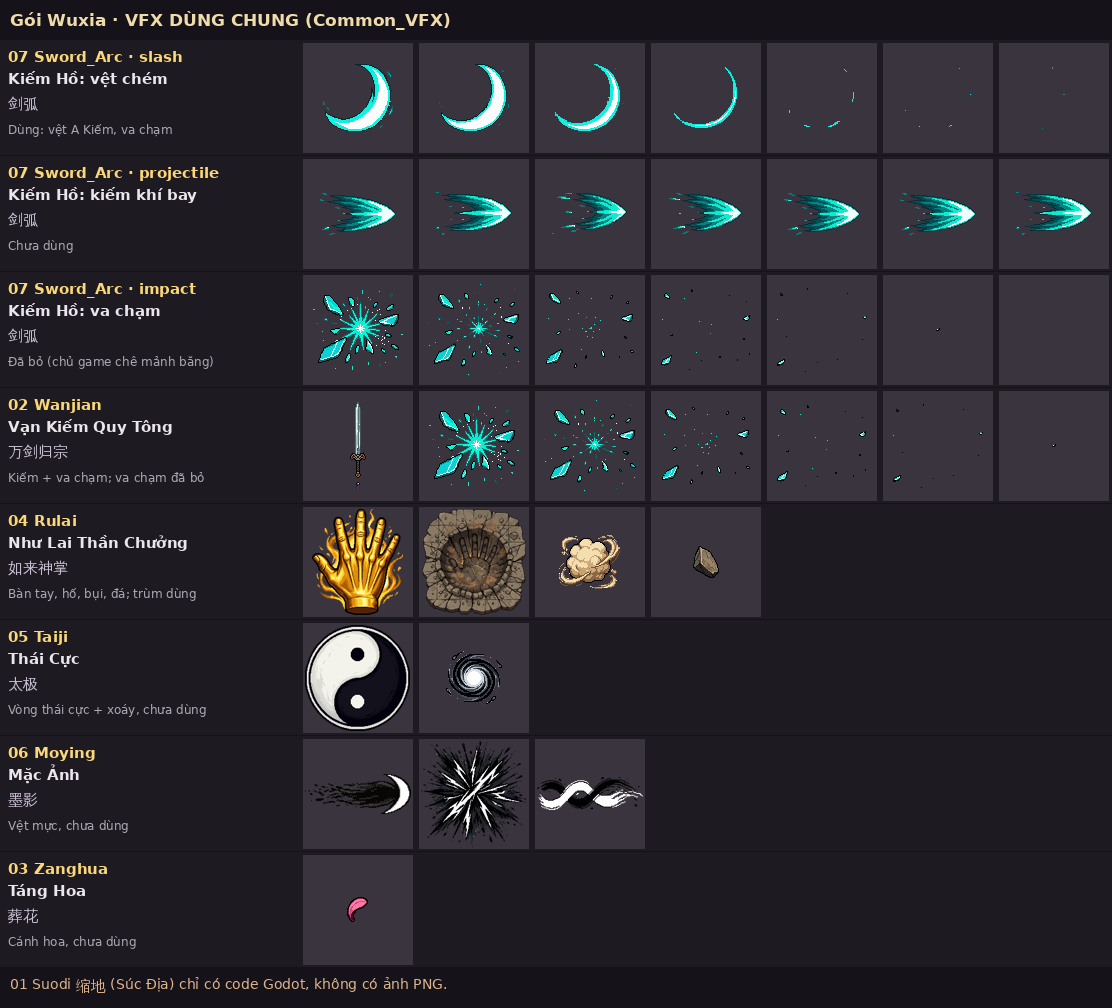 Gói Wuxia · VFX DÙNG CHUNG (Common_VFX)
07 Sword_Arc · slash
Kiếm Hồ: vệt chém
剑弧
Dùng: vệt A Kiếm, va chạm
07 Sword_Arc · projectile
Kiếm Hồ: kiếm khí bay
剑弧
Chưa dùng
07 Sword_Arc · impact
Kiếm Hồ: va chạm
剑弧
Đã bỏ (chủ game chê mảnh băng)
02 Wanjian
Vạn Kiếm Quy Tông
万剑归宗
Kiếm + va chạm; va chạm đã bỏ
04 Rulai
Như Lai Thần Chưởng
如来神掌
Bàn tay, hố, bụi, đá; trùm dùng
05 Taiji
Thái Cực
太极
Vòng thái cực + xoáy, chưa dùng
06 Moying
Mặc Ảnh
墨影
Vệt mực, chưa dùng
03 Zanghua
Táng Hoa
葬花
Cánh hoa, chưa dùng
01 Suodi 缩地 (Súc Địa) chỉ có code Godot, không có ảnh PNG.